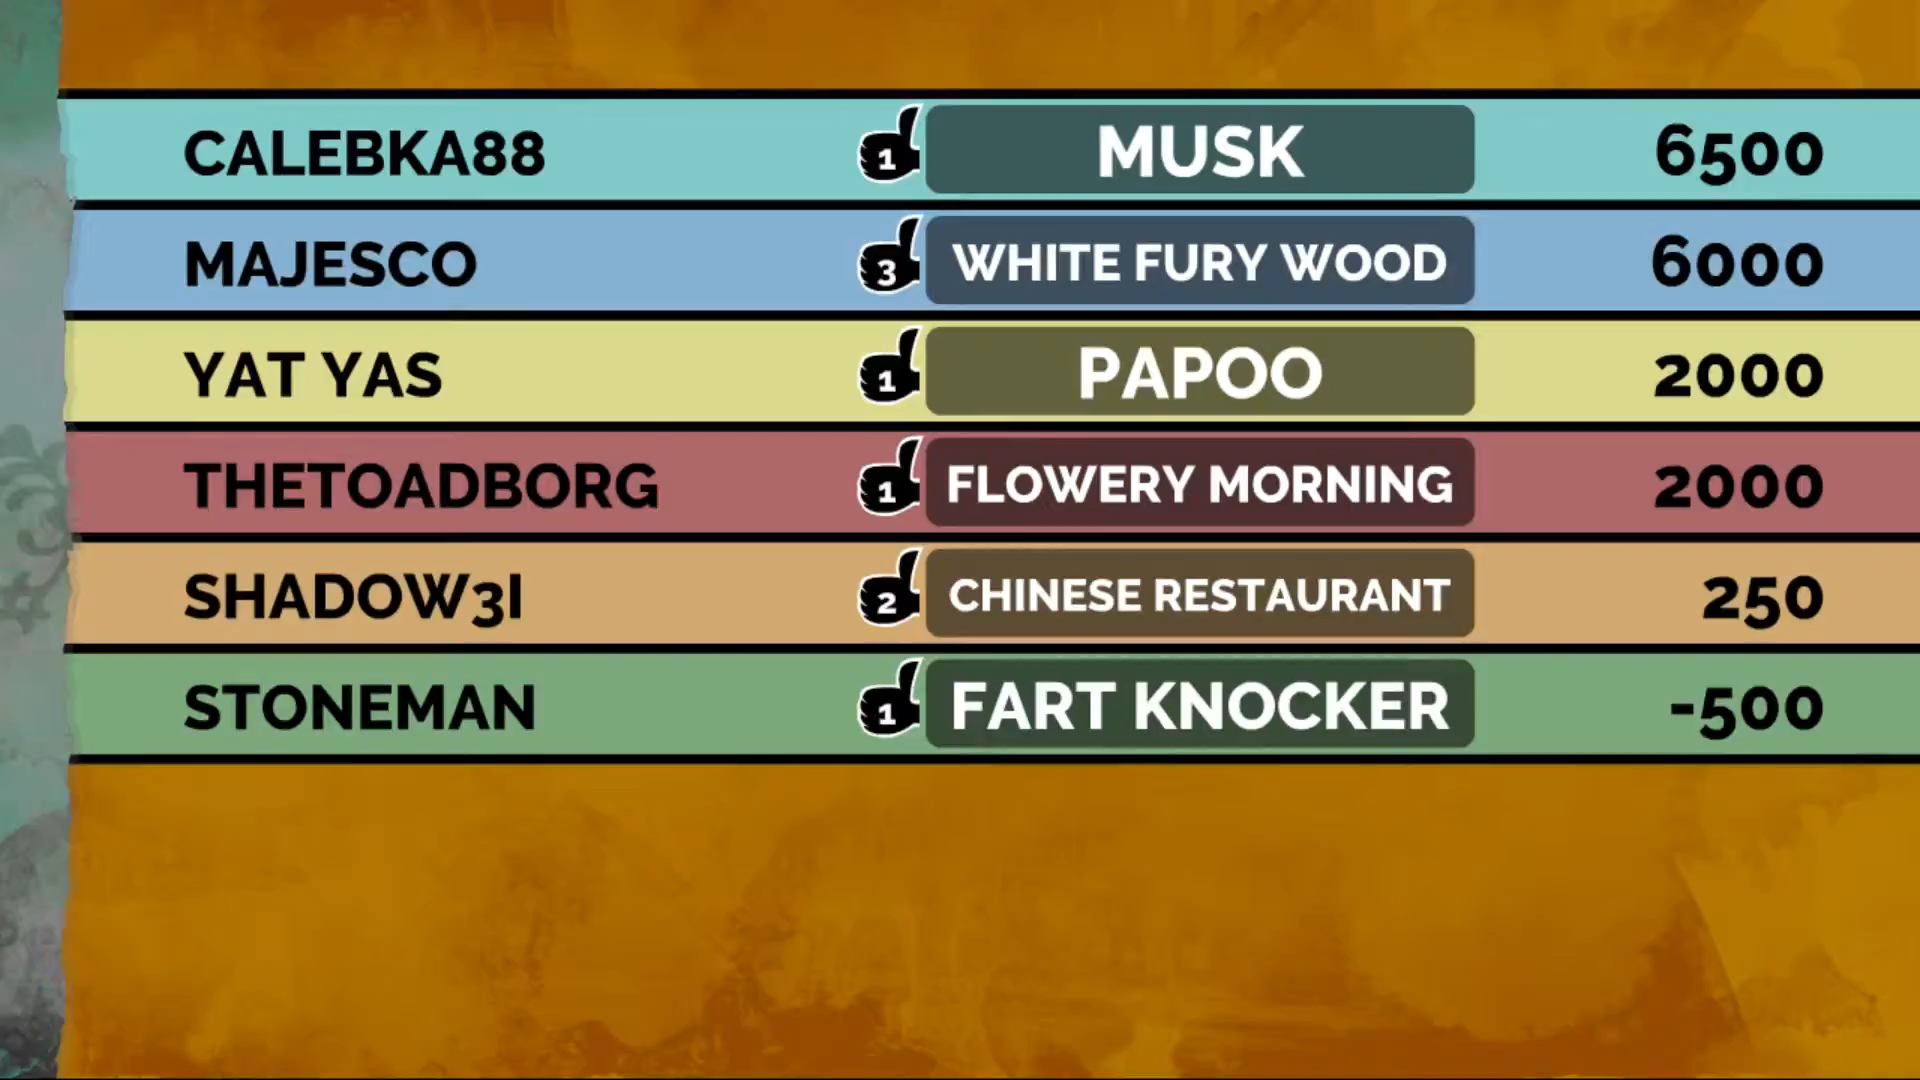 CALEBKA88 1 MUSK 6500
MAJESCO 3 WHITE FURY WOOD 6000
YAT YAS 1 PAPOO 2000
THETOADBORG 1 FLOWERY MORNING 2000
SHADOW3I 2 CHINESE RESTAURANT 250
STONEMAN 1 FART KNOCKER -500